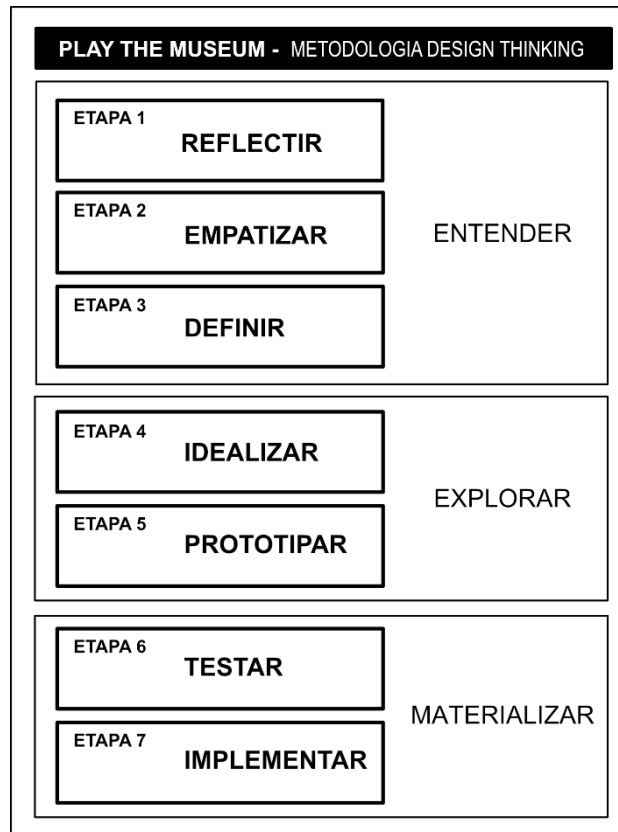 PLAY THE MUSEUM - METODOLOGIA DESIGN THINKING
ETAPA 1
REFLECTIR
ETAPA 2
EMPATIZAR
ETAPA 3
DEFINIR
ENTENDER
ETAPA 4
IDEALIZAR
ETAPA 5
PROTOTIPAR
EXPLORAR
ETAPA 6
TESTAR
ETAPA 7
IMPLEMENTAR
MATERIALIZAR